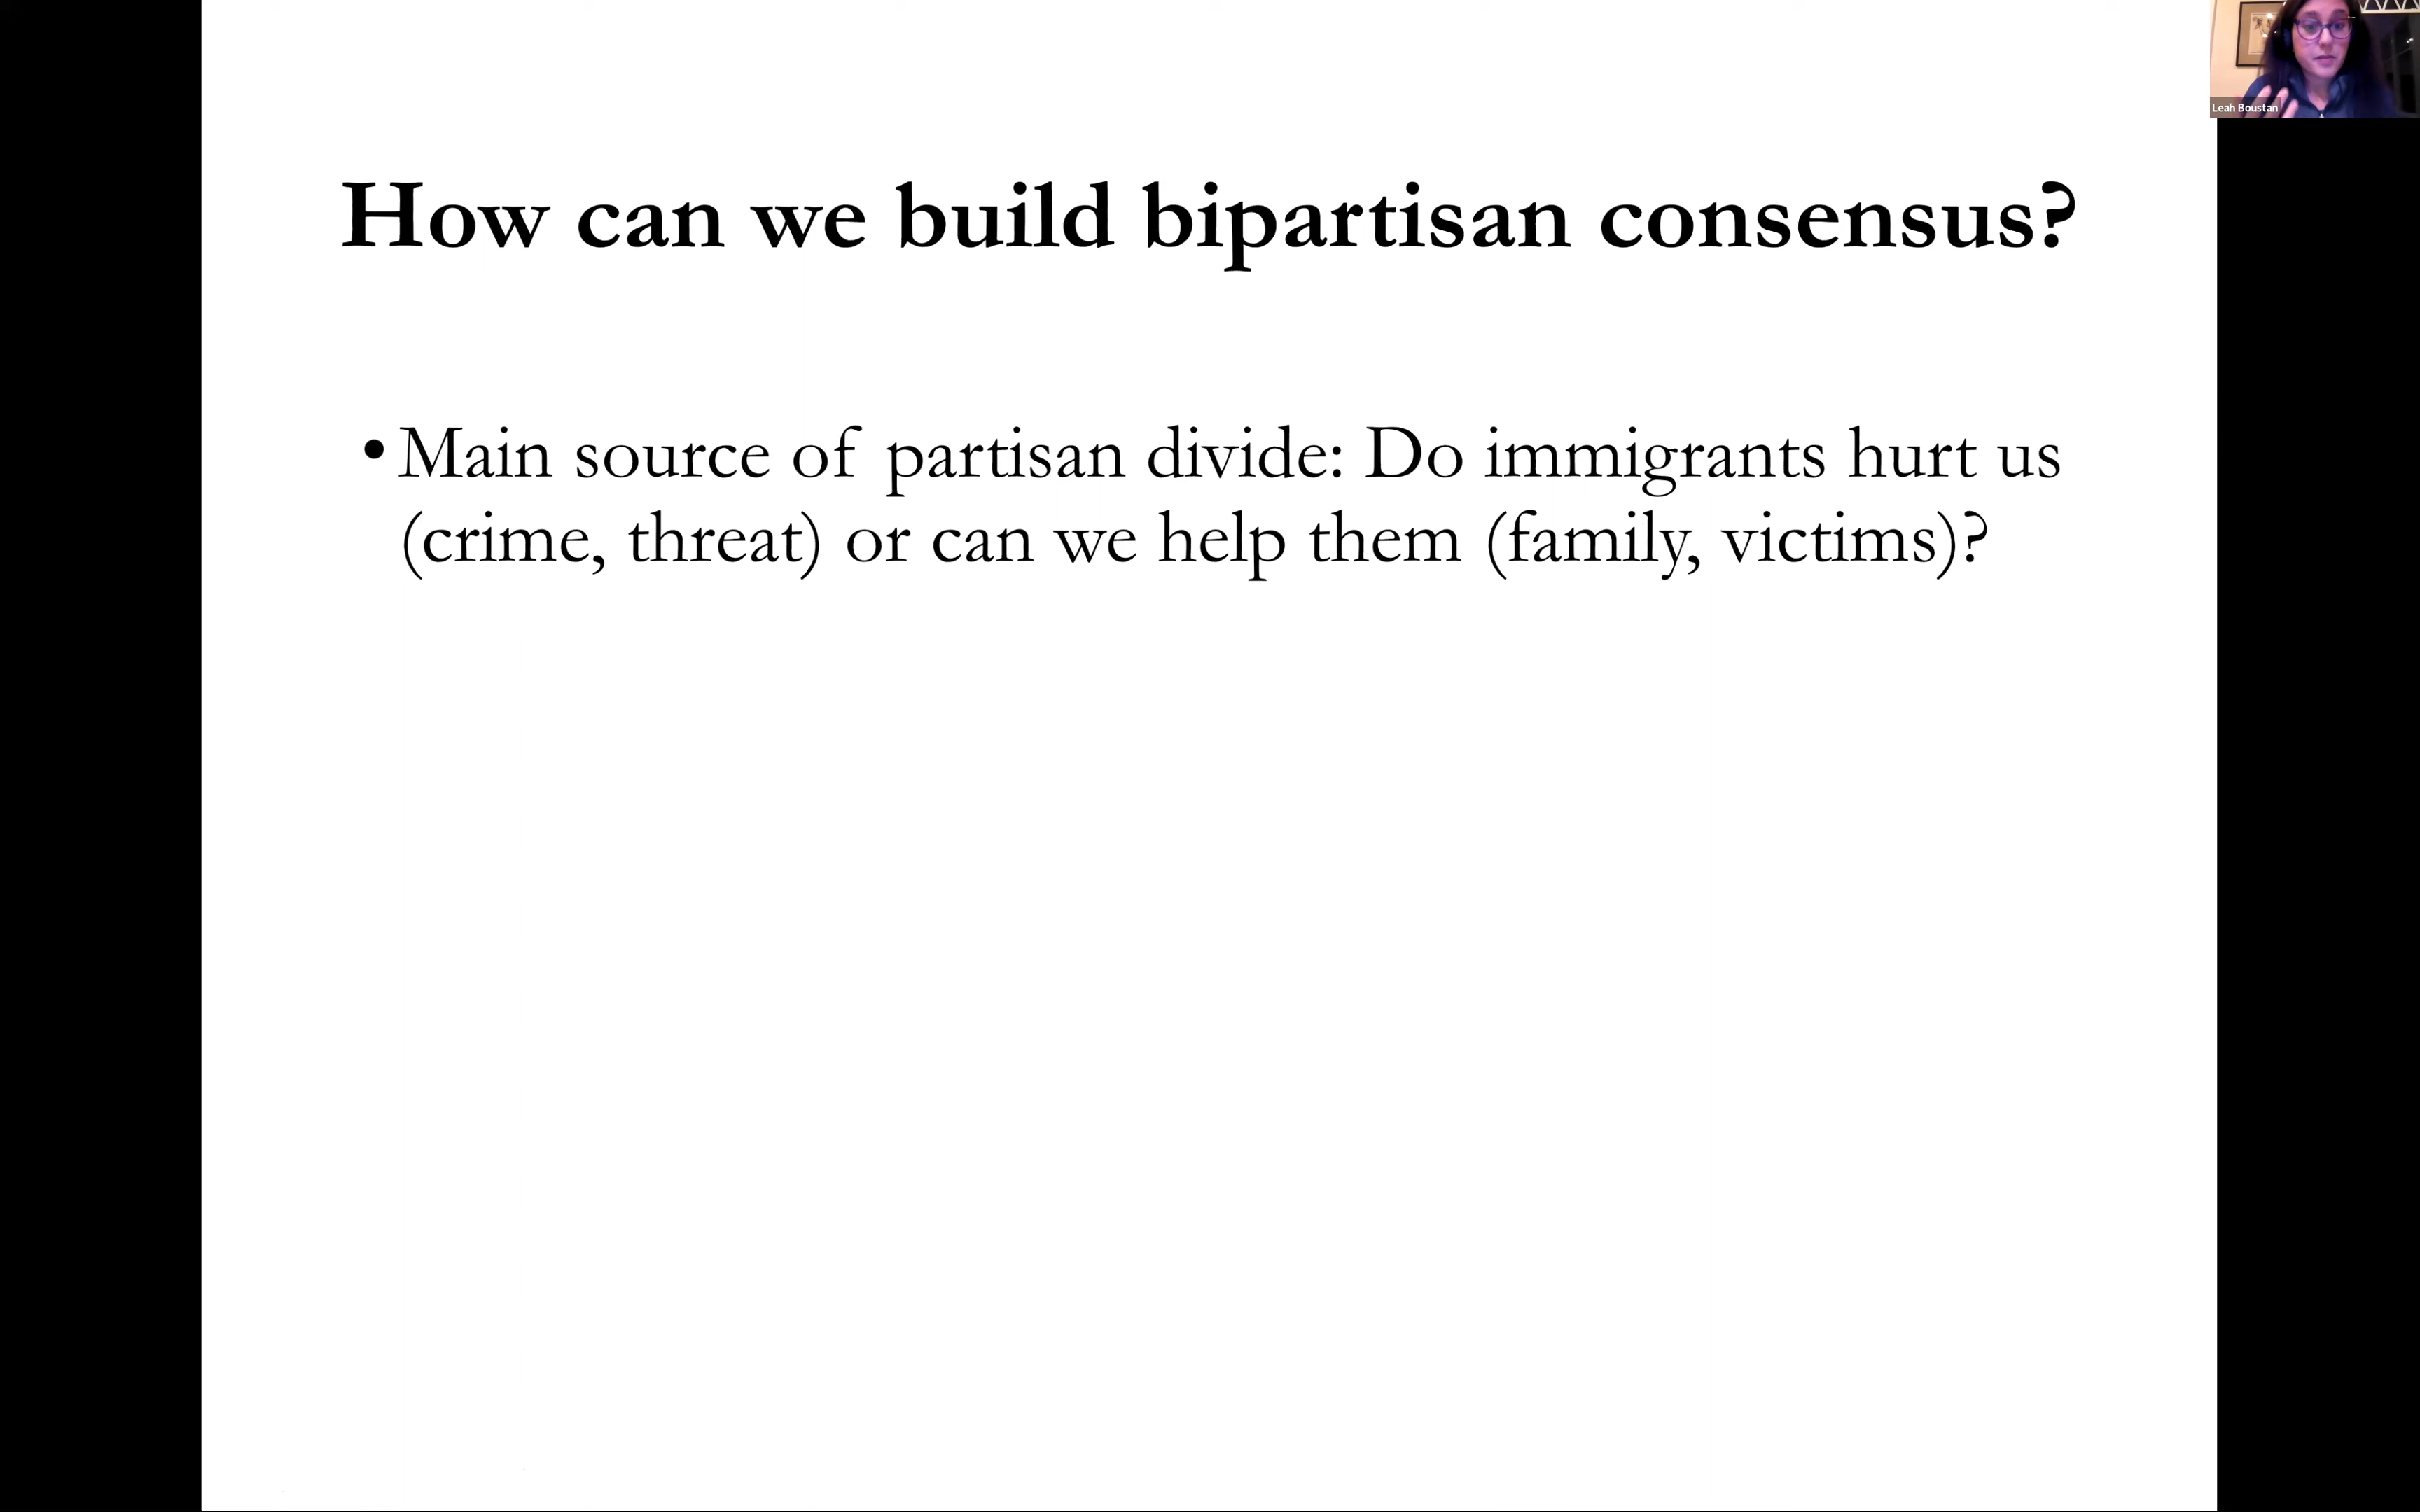 Leah Boustan
How can we build bipartisan consensus?
• Main source of partisan divide: Do immigrants hurt us
(crime, threat) or can we help them (family, victims)?